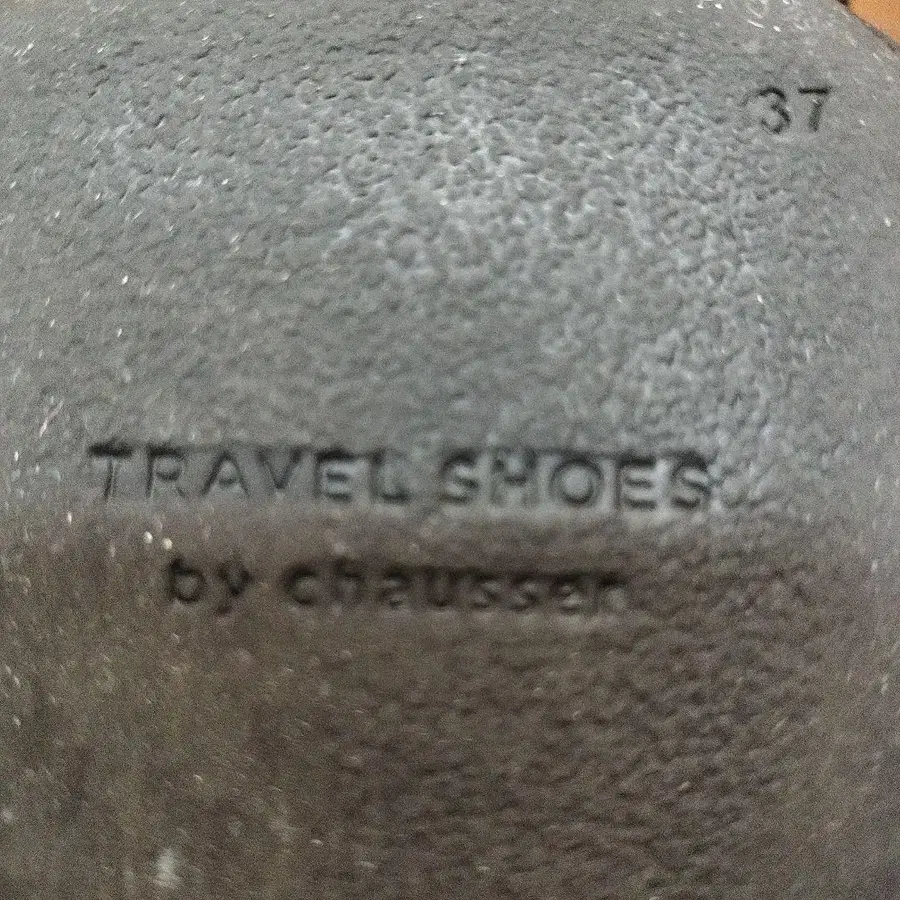 37
TRAVEL SHOES
by chausser